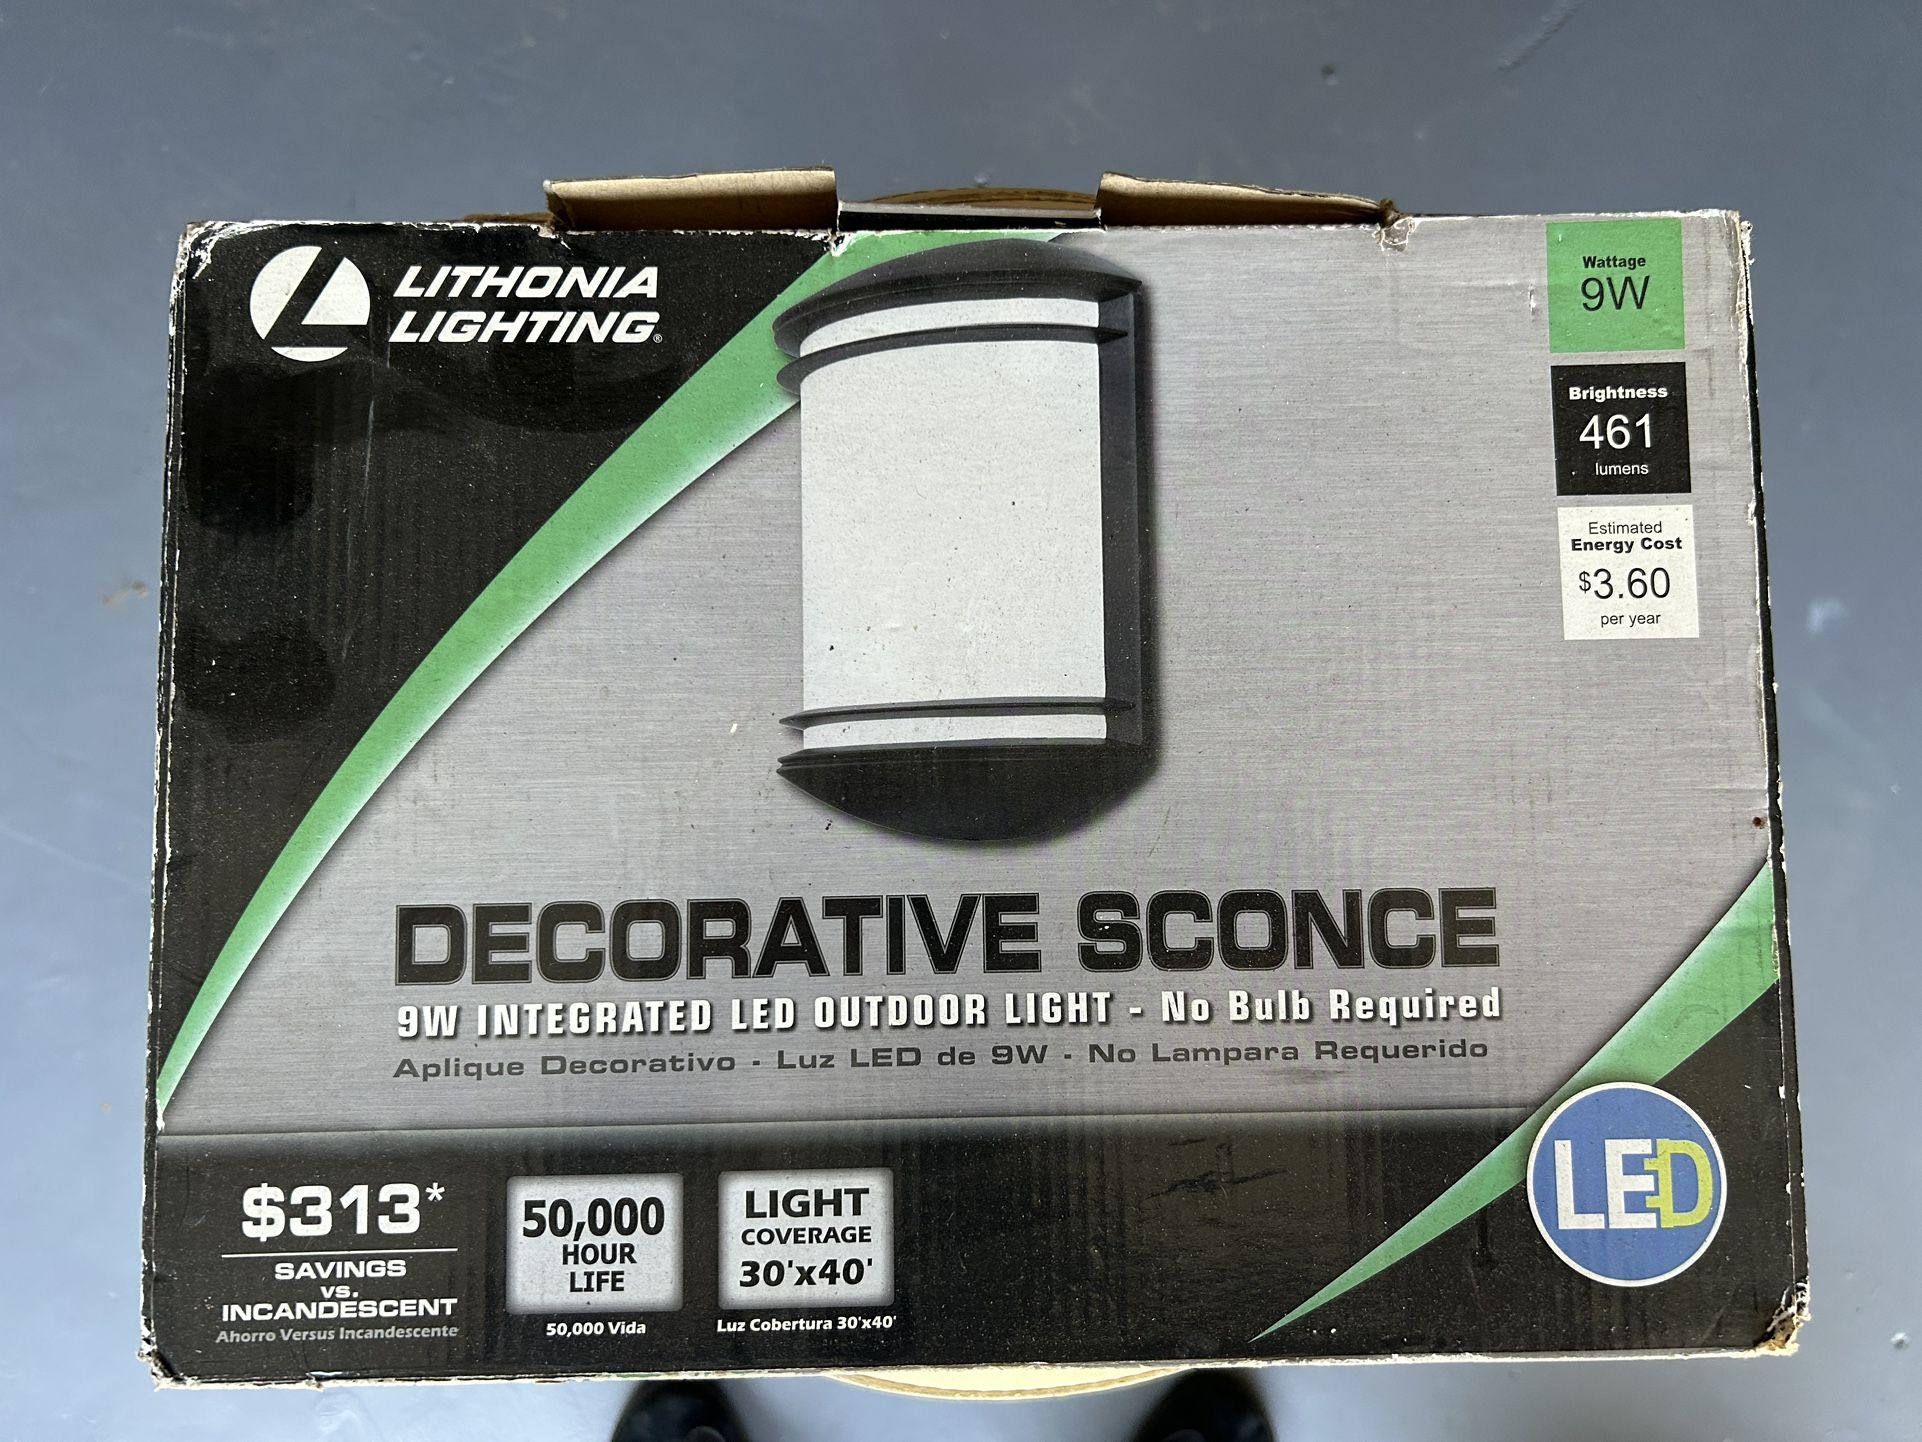 LITHONIA
LIGHTING®
Wattage
9W
Brightness
461
lumens
Estimated
Energy Cost
$3.60
per year
DECORATIVE SCONCE
9W INTEGRATED LED OUTDOOR LIGHT - No Bulb Required
Aplique Decorativo - Luz LED de 9W - No Lampara Requerido
$313*
SAVINGS
vs.
INCANDESCENT
Ahorro Versus Incandescente
50,000
HOUR
LIFE
50,000 Vida
LIGHT
COVERAGE
30'x40'
Luz Cobertura 30'x40'
LED